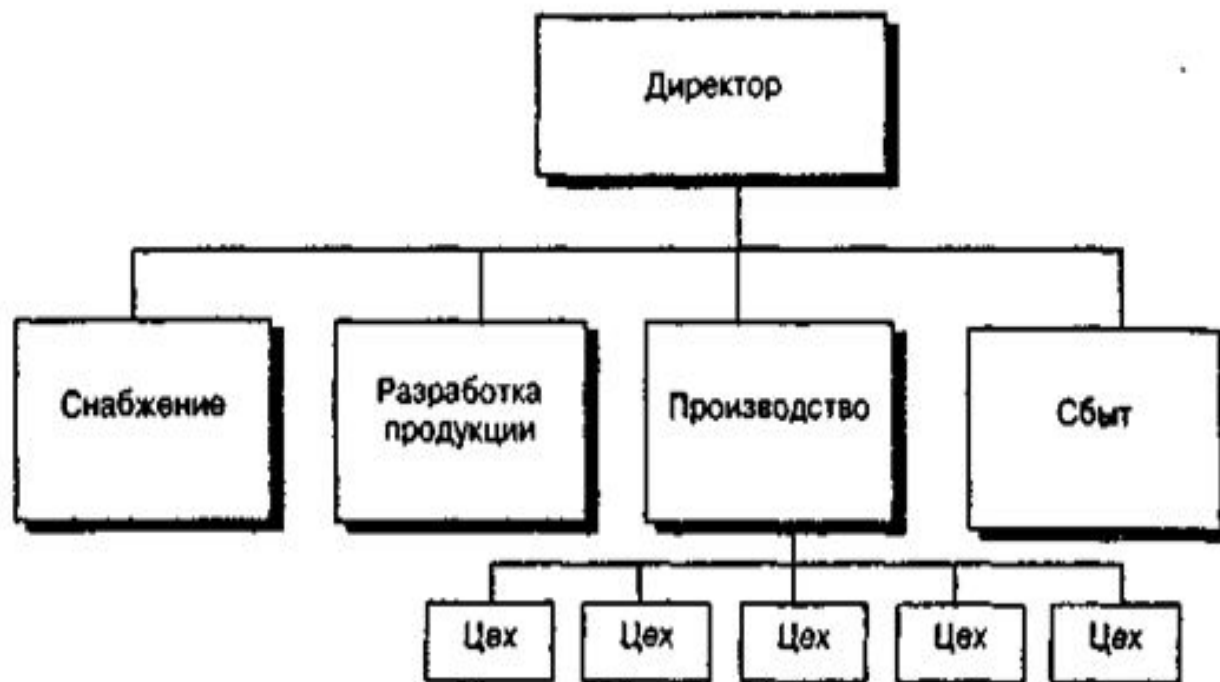 Директор
Снабжение
Разработка
продукции
Производство
Сбыт
Цех
Цех
Цех
Цех
Цех